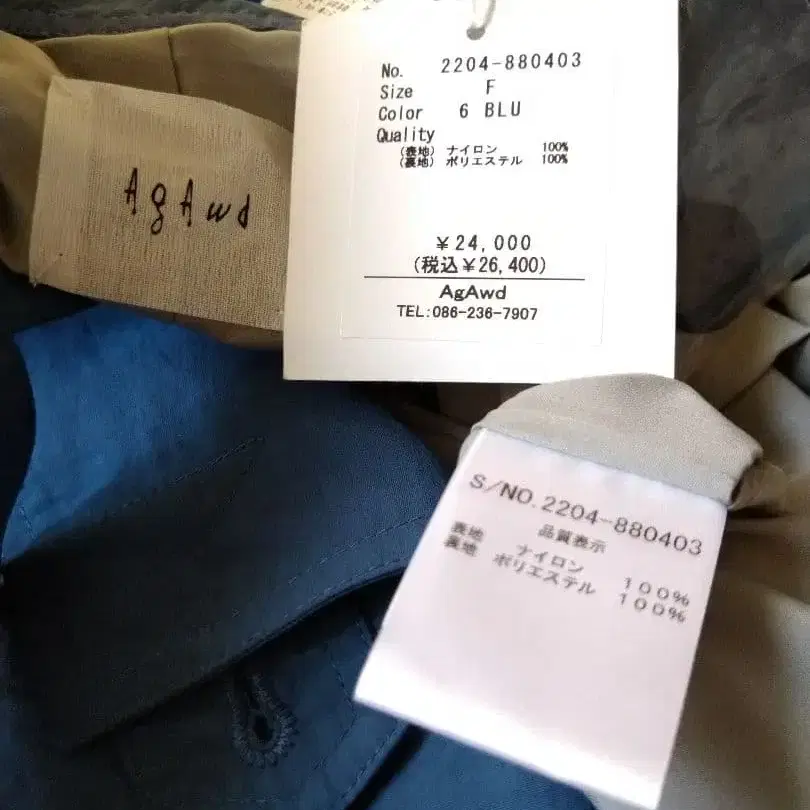 AgAwd
No. 2204-880403
Size F
Color 6 BLU
Quality
(表地) ナイロン 100%
(裏地) ポリエステル 100%
￥24,000
(税込￥26,400)
AgAwd
TEL:086-236-7907
S/NO.2204-880403
品質表示
表地 ナイロン 100%
裏地 ポリエステル 100%